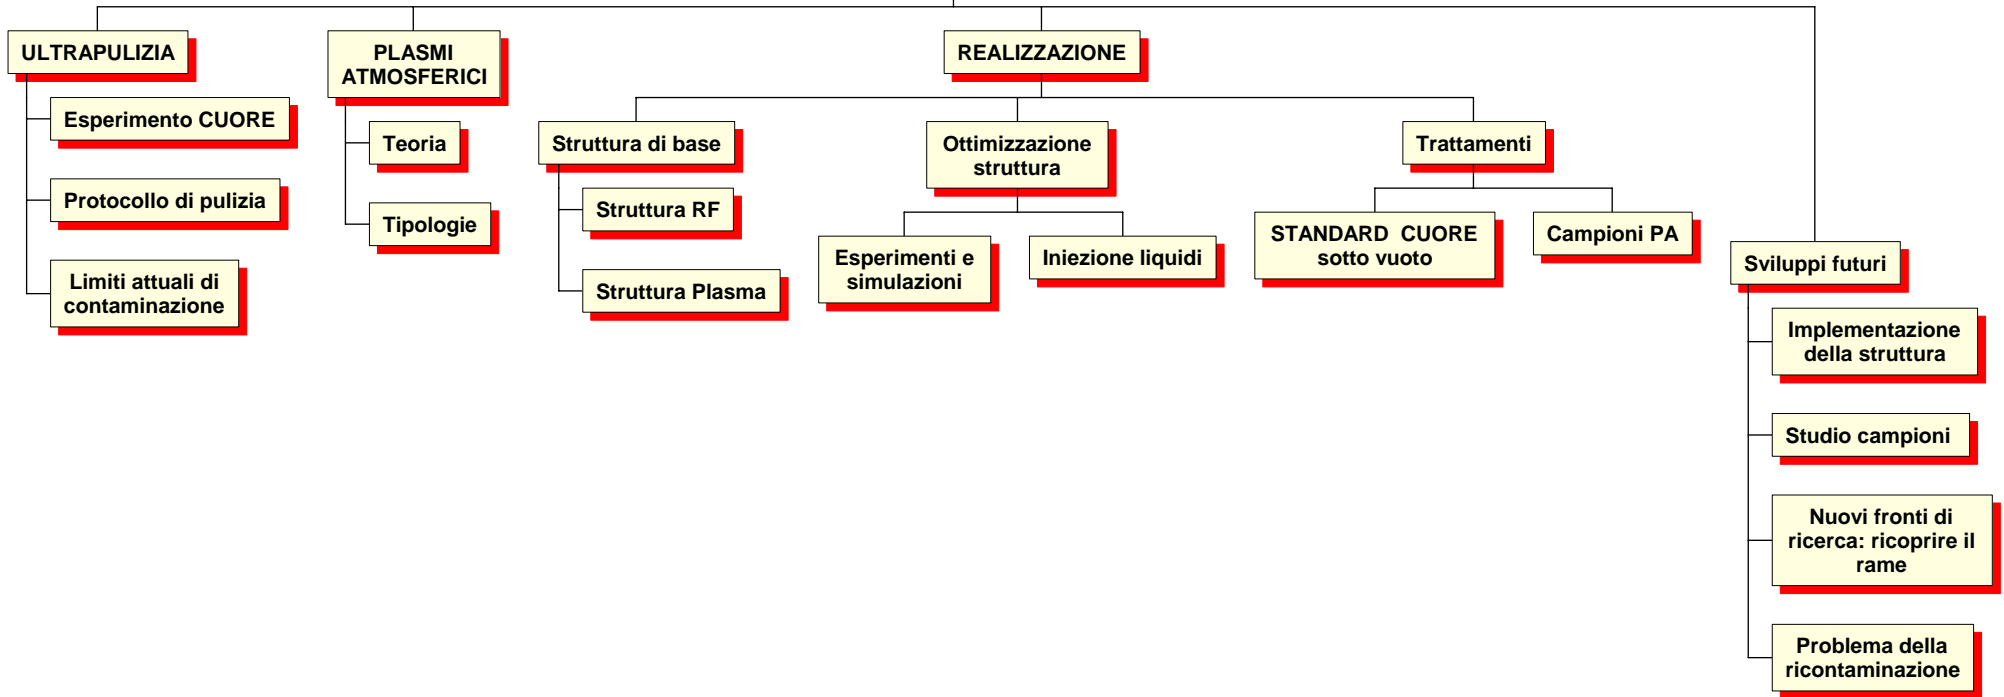 ULTRAPULIZIA
Esperimento CUORE
Protocollo di pulizia
Limiti attuali di
contaminazione
PLASMI
ATMOSFERICI
Teoria
Tipologie
REALIZZAZIONE
Struttura di base
Struttura RF
Struttura Plasma
Ottimizzazione
struttura
Esperimenti e
simulazioni
Iniezione liquidi
Trattamenti
STANDARD CUORE
sotto vuoto
Campioni PA
Sviluppi futuri
Implementazione
della struttura
Studio campioni
Nuovi fronti di
ricerca: ricoprire il
rame
Problema della
ricontaminazione